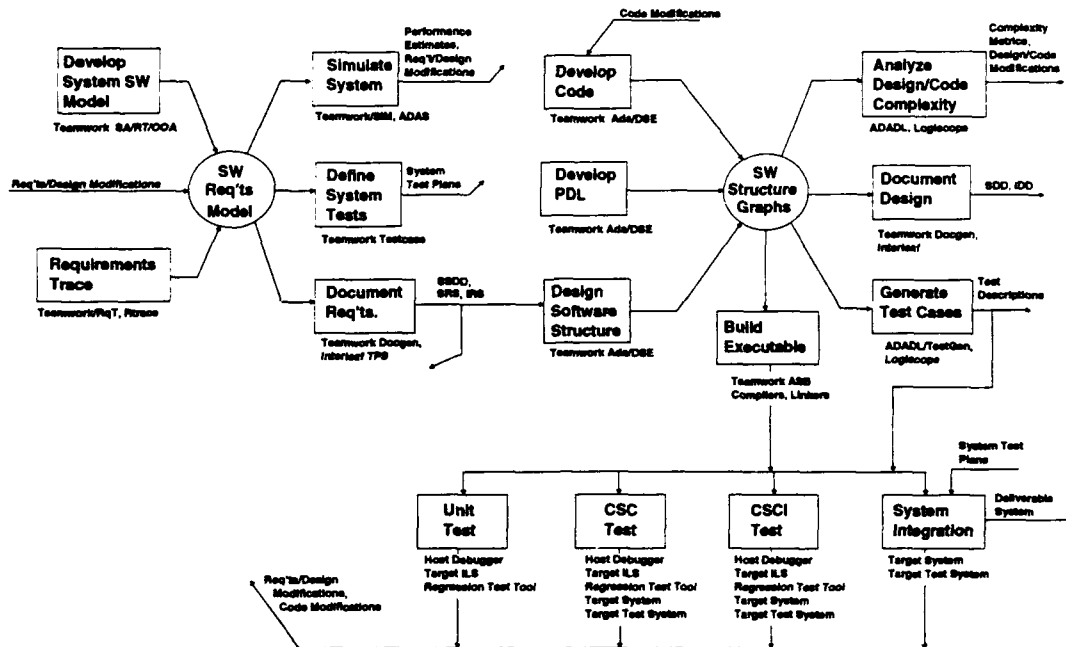 Develop
System SW
Model
Teamwork SA/RT/OOA
Simulate
System
Teamwork/SIM, ADAS
Performance
Estimates,
Req't/Design
Modifications
Req'ts/Design Modifications
SW
Req'ts
Model
Define
System
Tests
Teamwork Testcase
System
Test Plans
Requirements
Trace
Teamwork/RqT, Rtrace
Document
Req'ts.
Teamwork Docgen,
Interleaf TPS
SSDD,
SRS, IRS
Code Modifications
Develop
Code
Teamwork Ada/DSE
Develop
PDL
Teamwork Ada/DSE
Design
Software
Structure
Teamwork Ada/DSE
SW
Structure
Graphs
Analyze
Design/Code
Complexity
ADADL, Logiscope
Complexity
Metrics,
Design/Code
Modifications
Document
Design
Teamwork Docgen,
Interleaf
SDD, IDD
Generate
Test Cases
ADADL/TestGen,
Logiscope
Test
Descriptions
Build
Executable
Teamwork ASB
Compilers, Linkers
System Test
Plans
Unit
Test
Host Debugger
Target ILS
Regression Test Tool
CSC
Test
Host Debugger
Target ILS
Regression Test Tool
Target System
Target Test System
CSCI
Test
Host Debugger
Target ILS
Regression Test Tool
Target System
Target Test System
System
Integration
Target System
Target Test System
Deliverable
System
Req'ts/Design
Modifications,
Code Modifications